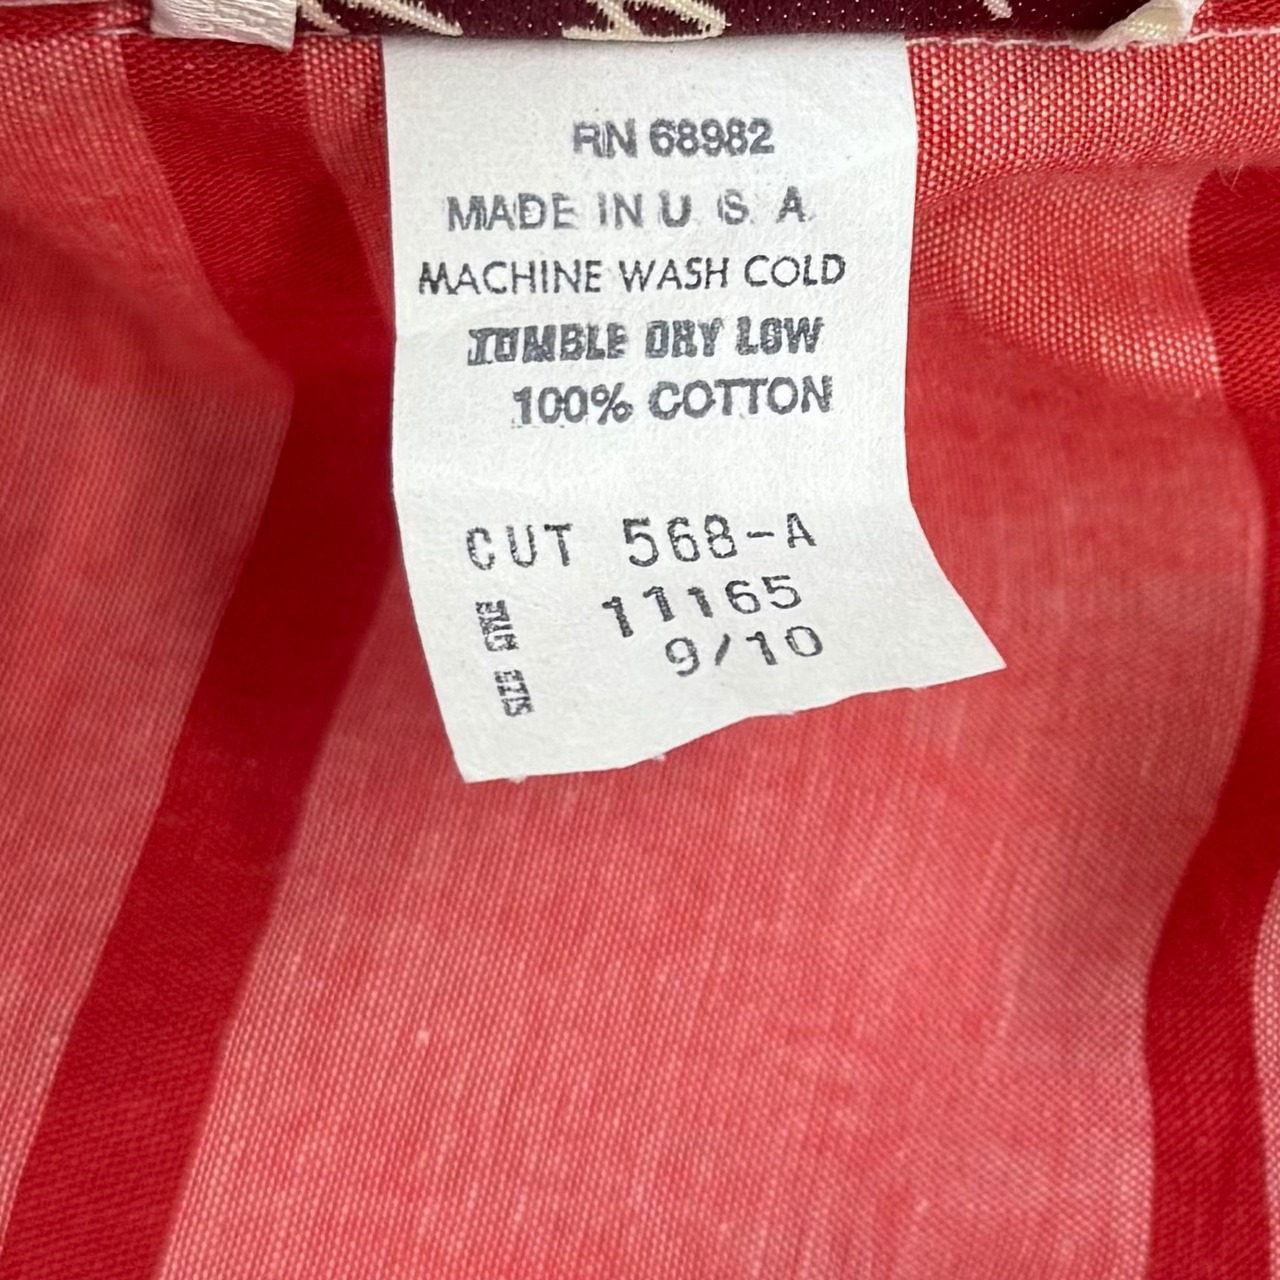 RN 68982
MADE IN U S A
MACHINE WASH COLD
TUMBLE DRY LOW
100% COTTON
CUT 568-A
11165
9/10